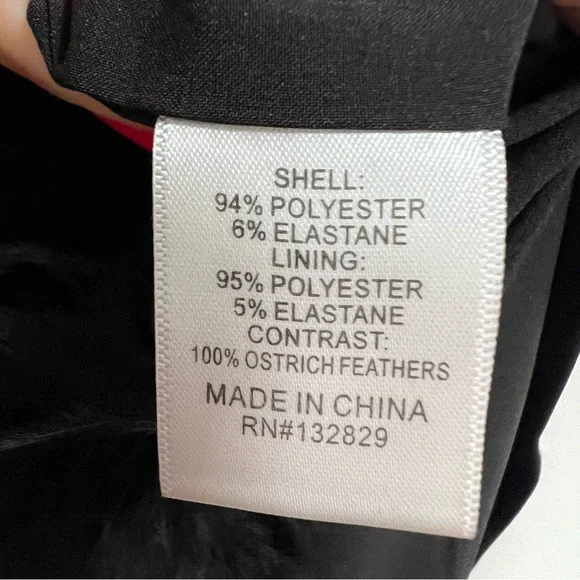 SHELL:
94% POLYESTER
6% ELASTANE
LINING:
95% POLYESTER
5% ELASTANE
CONTRAST:
100% OSTRICH FEATHERS
MADE IN CHINA
RN#132829